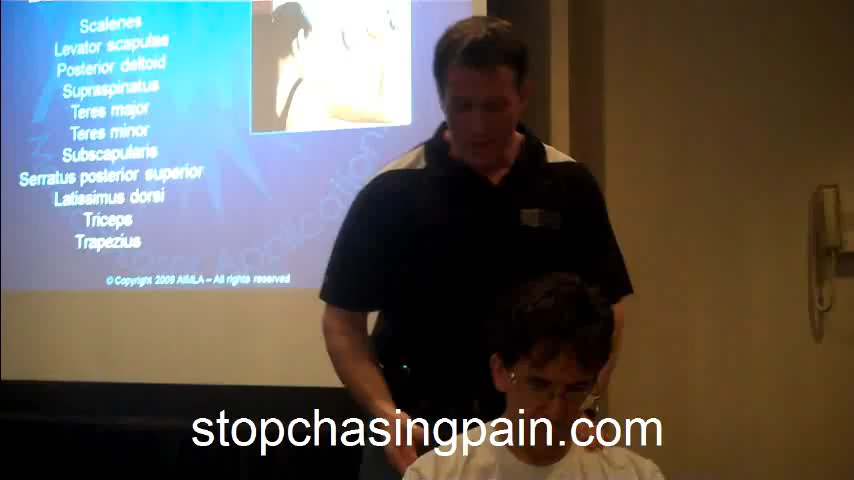 Scalenes
Levator scapulae
Posterior deltoid
Supraspinatus
Teres major
Teres minor
Subscapularis
Serratus posterior superior
Latissimus dorsi
Triceps
Trapezius
© Copyright 2009 AIMLA – All rights reserved
stopchasingpain.com